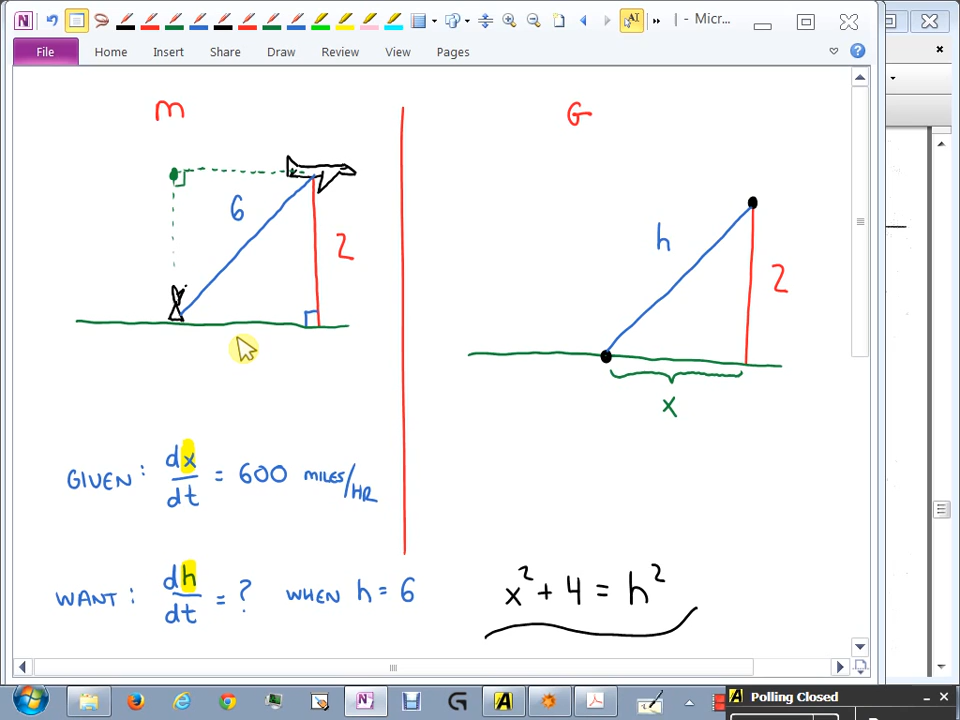 | - Micr...
File Home Insert Share Draw Review View Pages
M
6
2
G
h
2
x
GIVEN: dx/dt = 600 MILES/HR
WANT: dh/dt = ? WHEN h = 6
x² + 4 = h²
Polling Closed